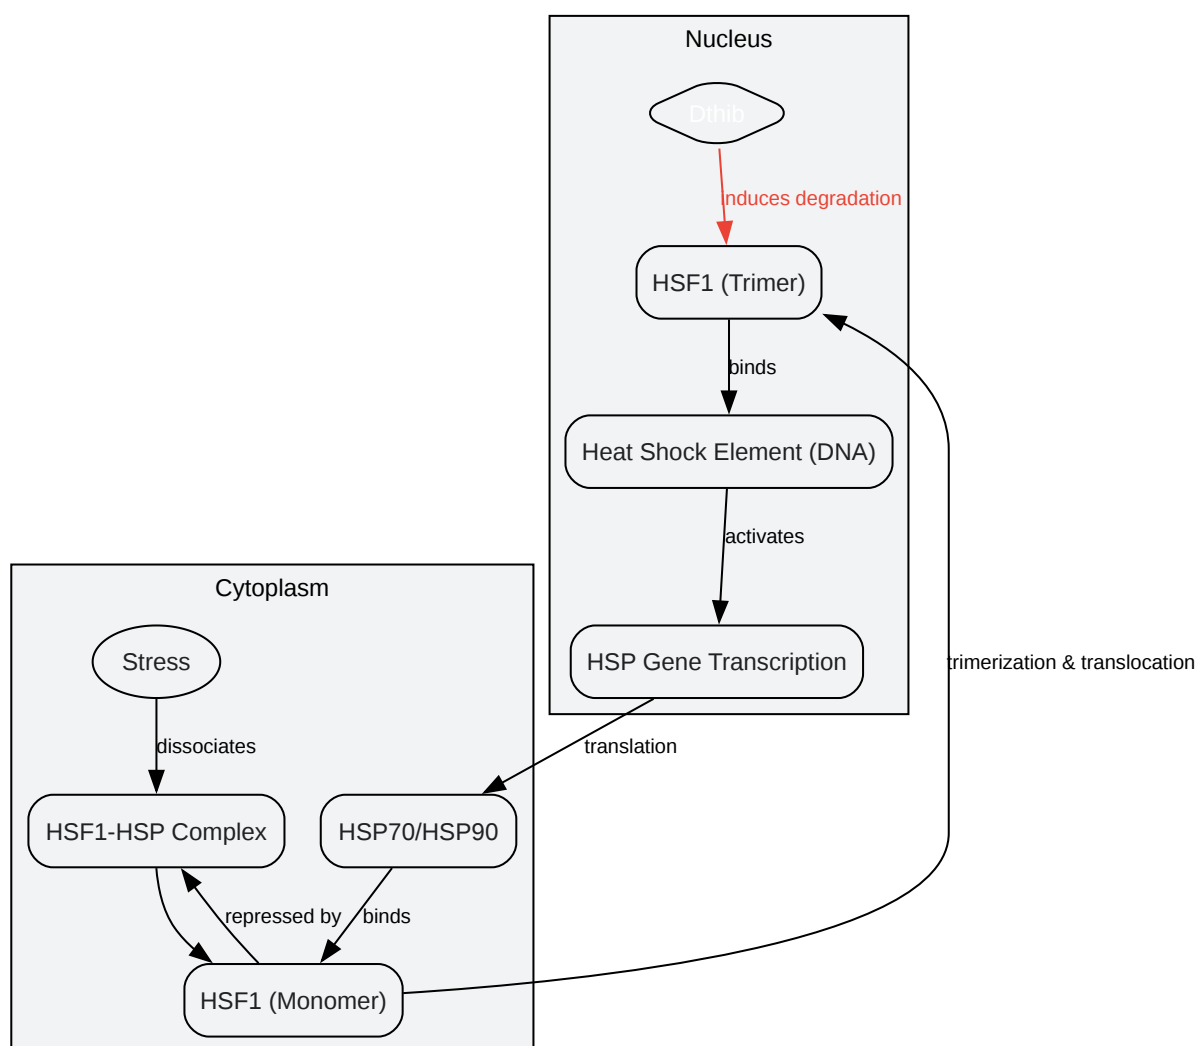 Nucleus
Dthib
induces degradation
HSF1 (Trimer)
binds
Heat Shock Element (DNA)
activates
HSP Gene Transcription
trimerization & translocation
translation
Cytoplasm
Stress
dissociates
HSF1-HSP Complex
HSP70/HSP90
repressed by
binds
HSF1 (Monomer)